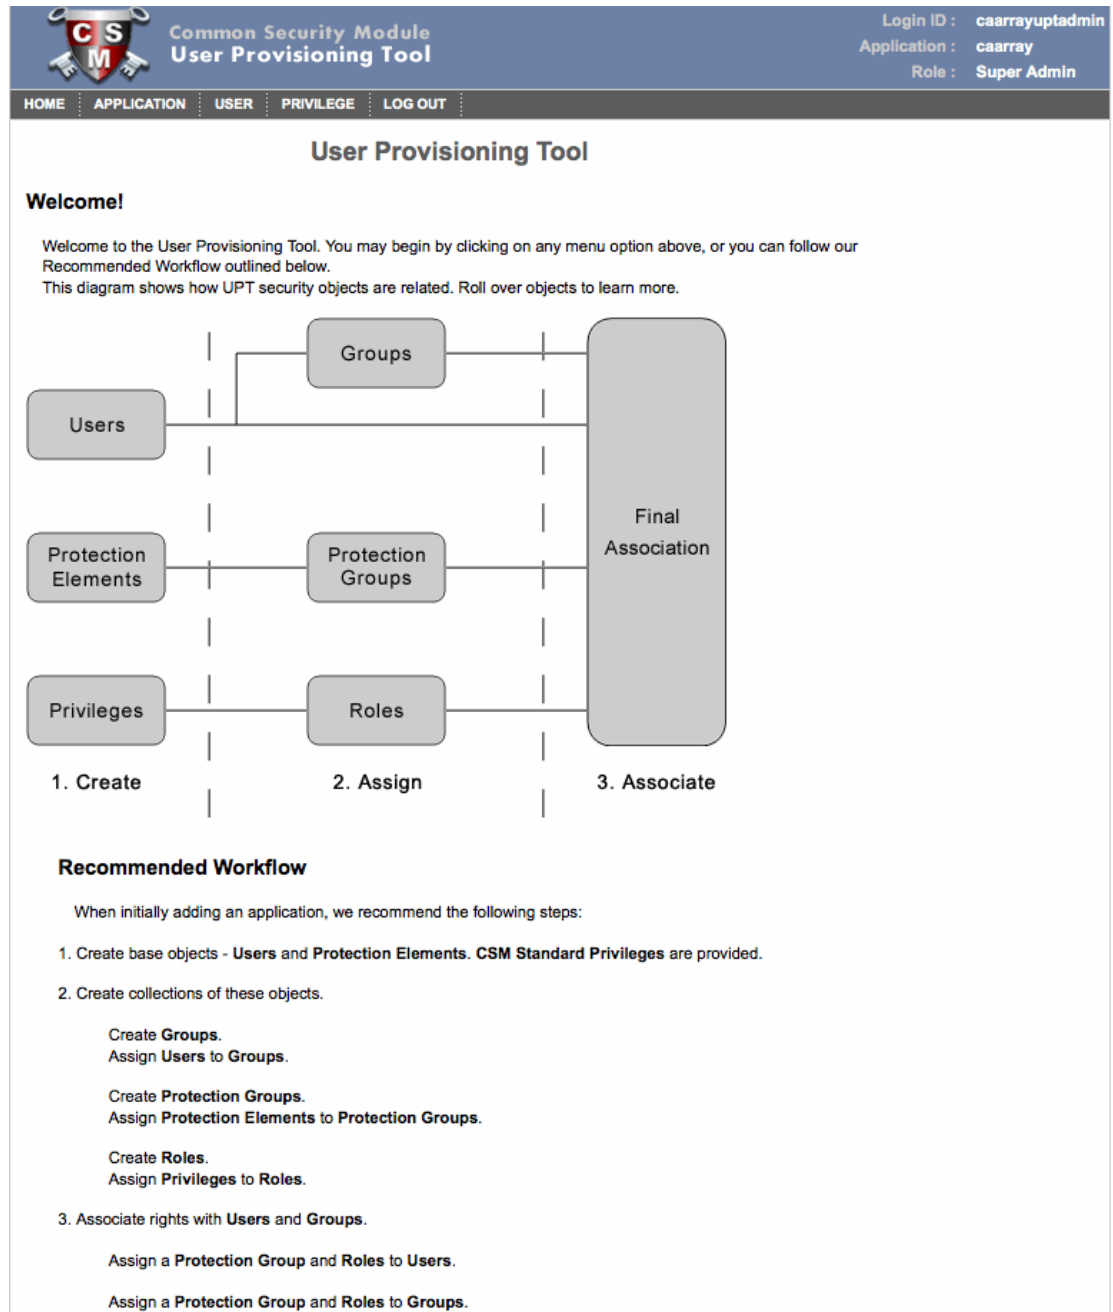 C S M
Common Security Module
User Provisioning Tool
Login ID : caarrayuptadmin
Application : caarray
Role : Super Admin
HOME APPLICATION USER PRIVILEGE LOG OUT
User Provisioning Tool
Welcome!
Welcome to the User Provisioning Tool. You may begin by clicking on any menu option above, or you can follow our
Recommended Workflow outlined below.
This diagram shows how UPT security objects are related. Roll over objects to learn more.
Groups
Users
Final
Association
Protection
Elements
Protection
Groups
Privileges
Roles
1. Create
2. Assign
3. Associate
Recommended Workflow
When initially adding an application, we recommend the following steps:
1. Create base objects - Users and Protection Elements. CSM Standard Privileges are provided.
2. Create collections of these objects.
Create Groups.
Assign Users to Groups.
Create Protection Groups.
Assign Protection Elements to Protection Groups.
Create Roles.
Assign Privileges to Roles.
3. Associate rights with Users and Groups.
Assign a Protection Group and Roles to Users.
Assign a Protection Group and Roles to Groups.